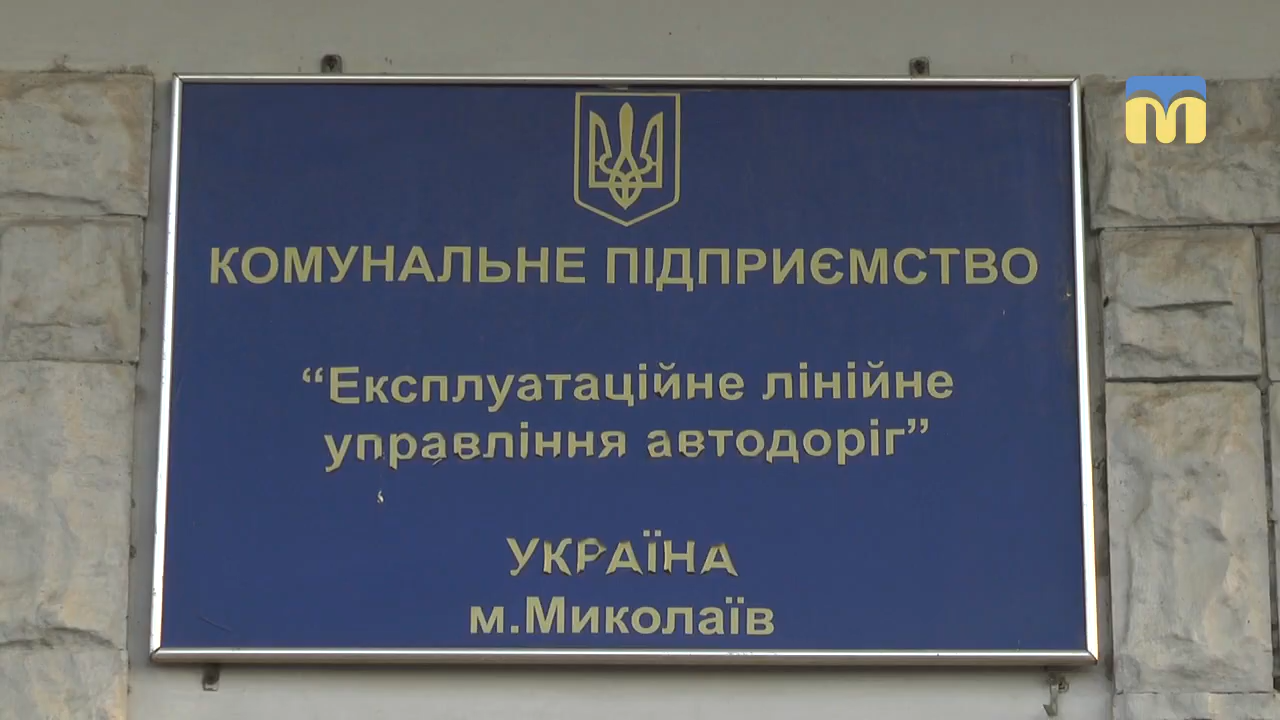 КОМУНАЛЬНЕ ПІДПРИЄМСТВО
“Експлуатаційне лінійне
управління автодоріг”
УКРАЇНА
м.Миколаїв